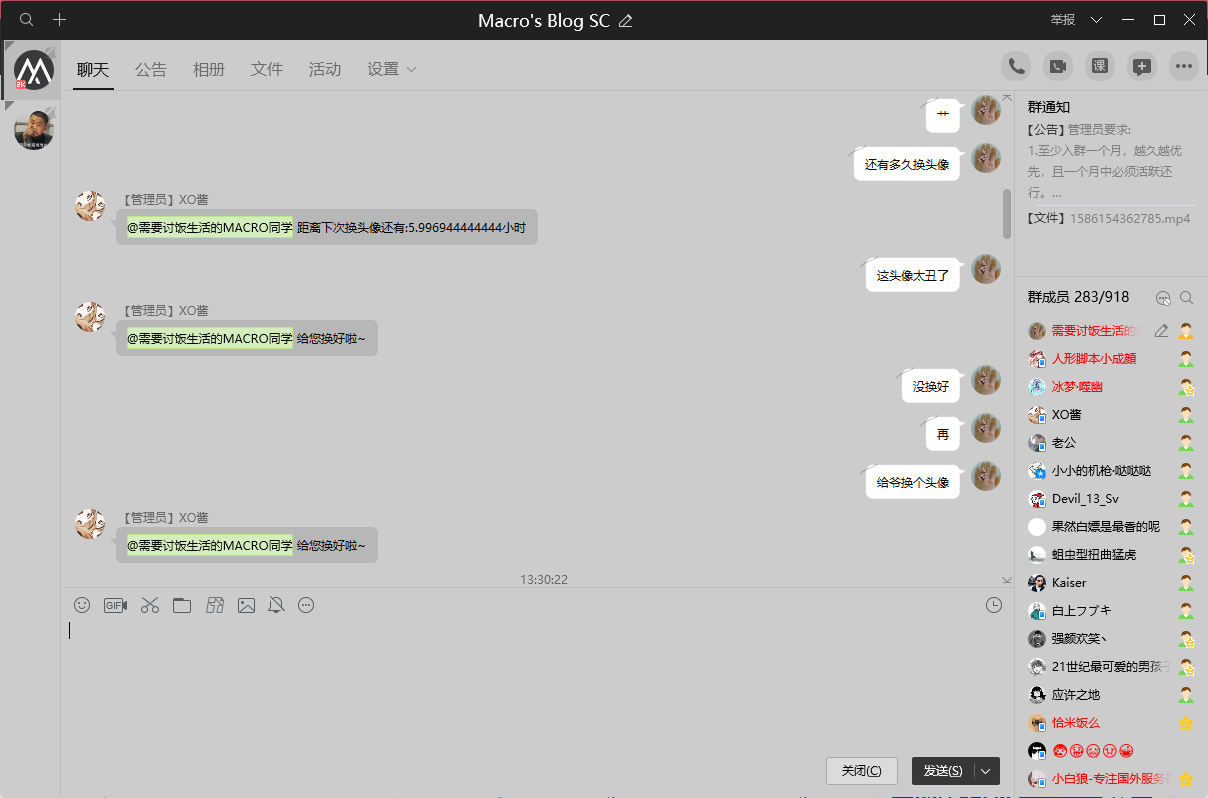 Macro's Blog SC
举报
聊天
公告
相册
文件
活动
设置
课
2K
艹
还有多久换头像
【管理员】XO酱
@需要讨饭生活的MACRO同学 距离下次换头像还有:5.996944444444小时
这头像太丑了
【管理员】XO酱
@需要讨饭生活的MACRO同学 给您换好啦~
没换好
再
给爷换个头像
【管理员】XO酱
@需要讨饭生活的MACRO同学 给您换好啦~
13:30:22
GIF
关闭(C)
发送(S)
群通知
【公告】管理员要求:
1.至少入群一个月，越久越优
先，且一个月中必须活跃还
行。...
【文件】1586154362785.mp4
群成员 283/918
需要讨饭生活的
人形脚本小成顏
冰梦·噬幽
XO酱
老公
小小的机枪·哒哒哒
Devil_13_Sv
果然白嫖是最香的呢
蛆虫型扭曲猛虎
Kaiser
白上フブキ
强颜欢笑丶
21世纪最可爱的男孩子
应许之地
恰米饭么
小白狼-专注国外服务器